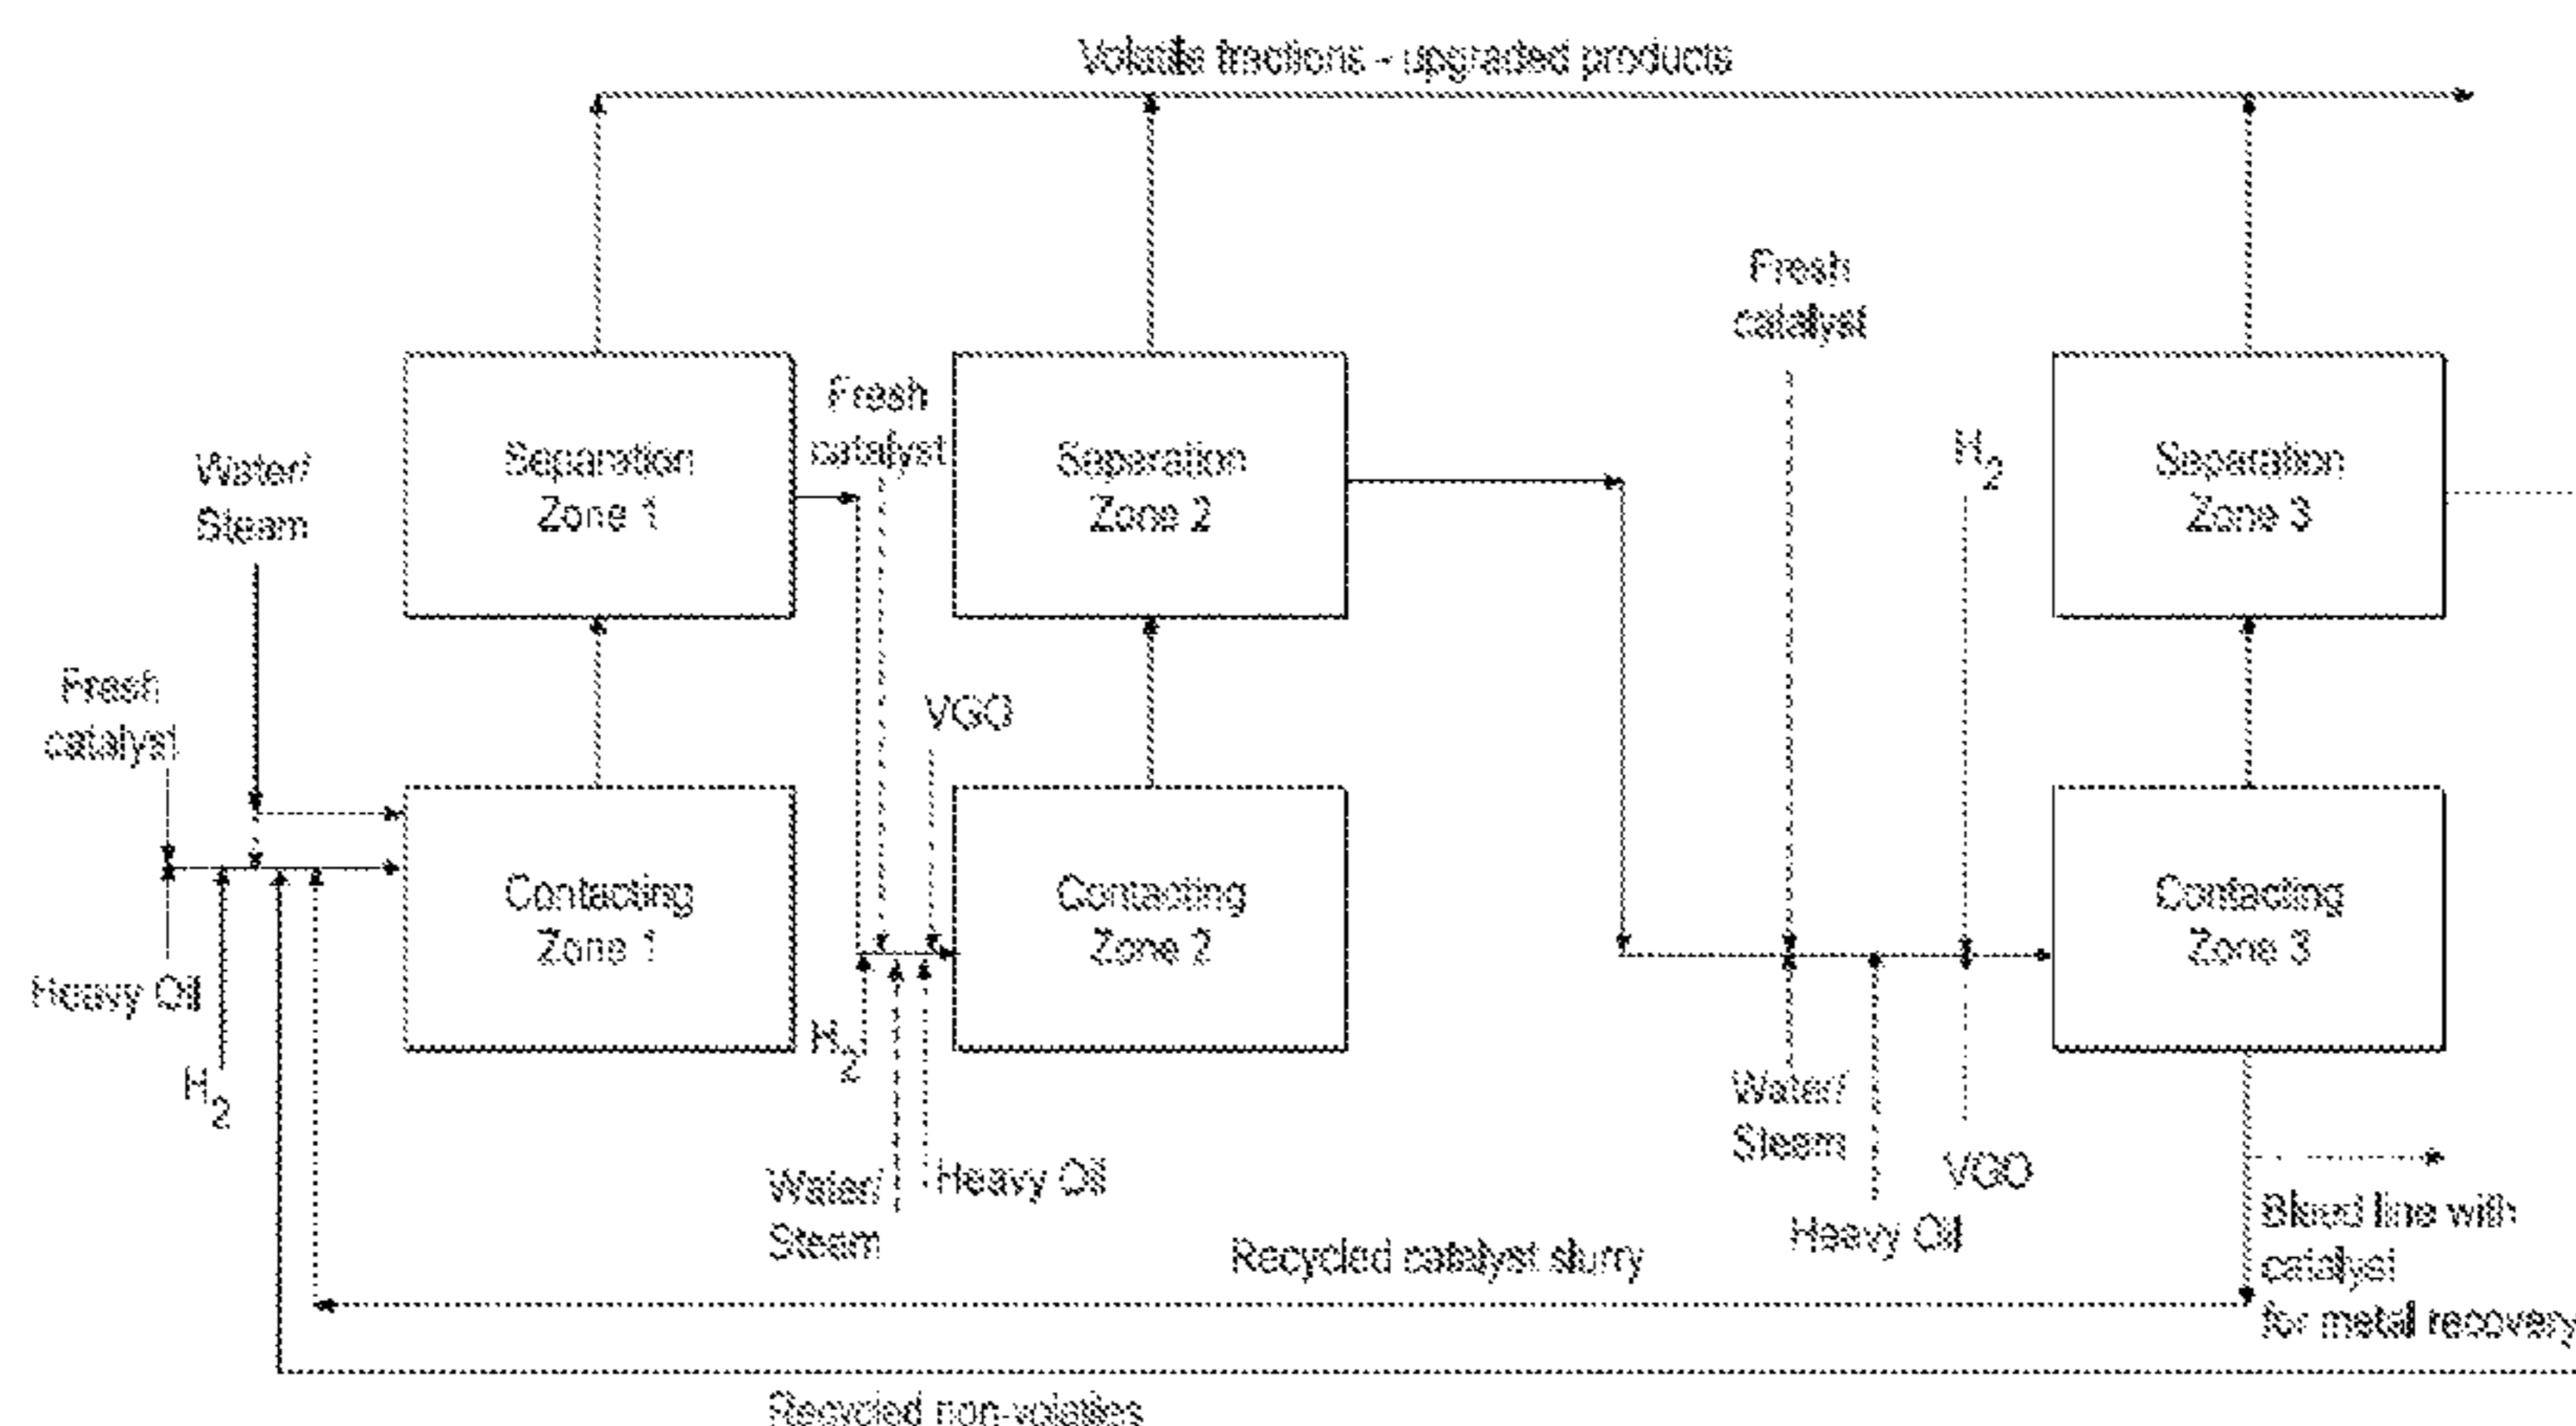 Volatile fractions - upgraded products
Fresh
catalyst
Fresh
catalyst
H2
Separation
Zone 1
Separation
Zone 2
Separation
Zone 3
Water/
Steam
Fresh
catalyst
VGO
Contacting
Zone 1
Contacting
Zone 2
Contacting
Zone 3
Heavy Oil
H2
H2
Water/
Steam
Heavy Oil
Water/
Steam
VGO
Heavy Oil
Bleed line with
catalyst
for metal recovery
Recycled catalyst slurry
Recycled non-volatiles